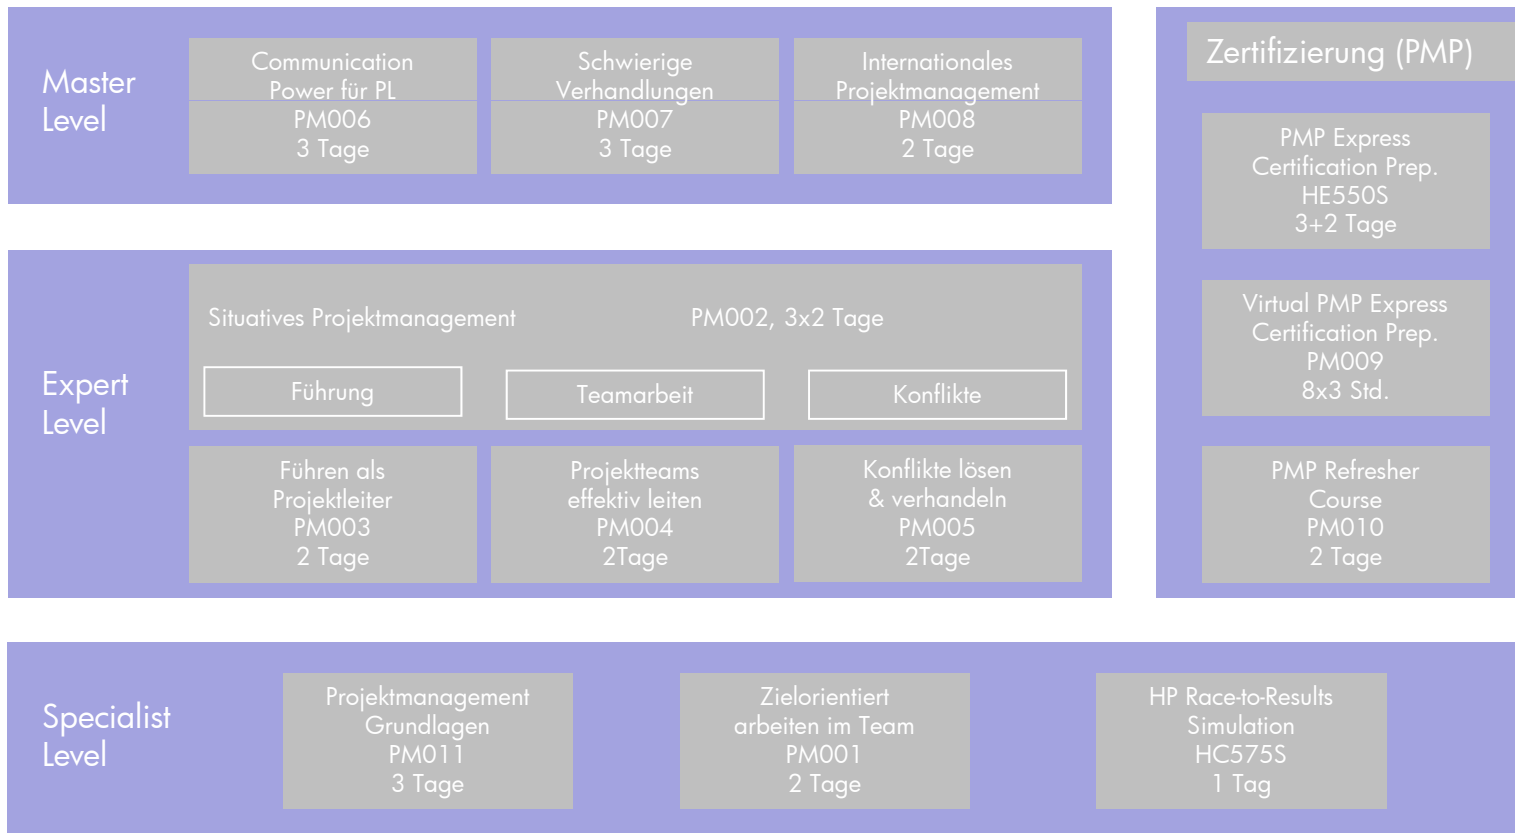 Master
Level
Communication
Power für PL
PM006
3 Tage
Schwierige
Verhandlungen
PM007
3 Tage
Internationales
Projektmanagement
PM008
2 Tage
Zertifizierung (PMP)
PMP Express
Certification Prep.
HE550S
3+2 Tage
Virtual PMP Express
Certification Prep.
PM009
8x3 Std.
PMP Refresher
Course
PM010
2 Tage
Expert
Level
Situatives Projektmanagement PM002, 3x2 Tage
Führung
Teamarbeit
Konflikte
Führen als
Projektleiter
PM003
2 Tage
Projektteams
effektiv leiten
PM004
2Tage
Konflikte lösen
& verhandeln
PM005
2Tage
Specialist
Level
Projektmanagement
Grundlagen
PM011
3 Tage
Zielorientiert
arbeiten im Team
PM001
2 Tage
HP Race-to-Results
Simulation
HC575S
1 Tag